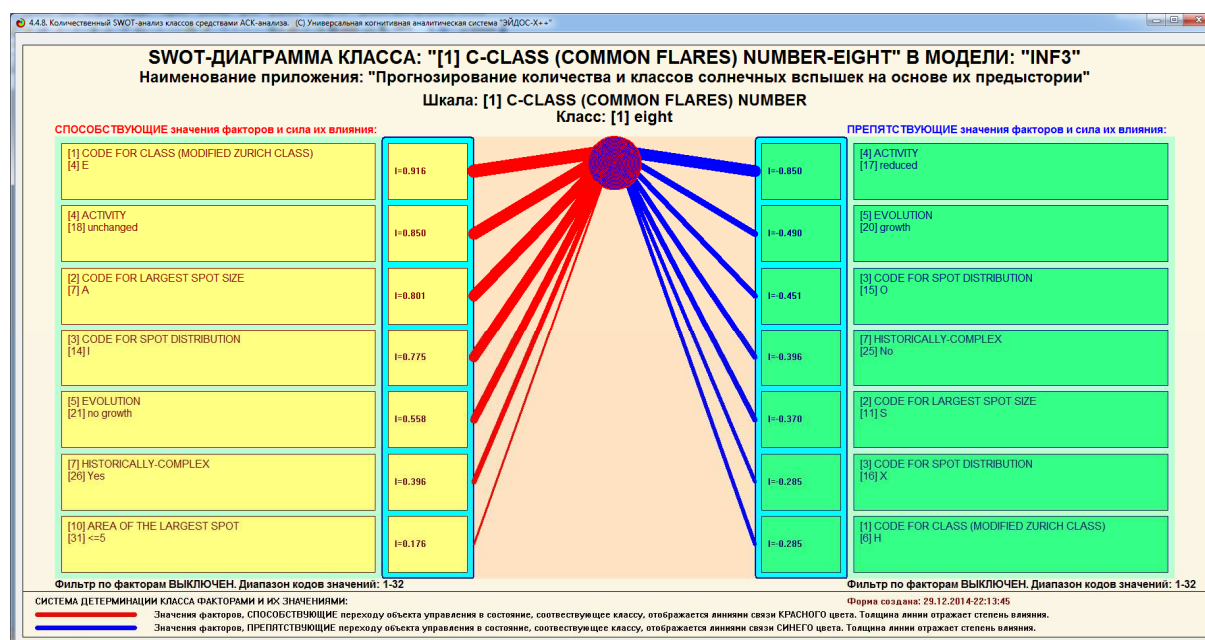 4.4.8. Количественный SWOT-анализ классов средствами АСК-анализа. (C) Универсальная когнитивная аналитическая система "ЭЙДОС-X++"
SWOT-ДИАГРАММА КЛАССА: "[1] C-CLASS (COMMON FLARES) NUMBER-EIGHT" В МОДЕЛИ: "INF3"
Наименование приложения: "Прогнозирование количества и классов солнечных вспышек на основе их предыстории"
Шкала: [1] C-CLASS (COMMON FLARES) NUMBER
Класс: [1] eight
СПОСОБСТВУЮЩИЕ значения факторов и сила их влияния:
[1] CODE FOR CLASS (MODIFIED ZURICH CLASS)
[4] E
I=0.916
[4] ACTIVITY
[18] unchanged
I=0.850
[2] CODE FOR LARGEST SPOT SIZE
[7] A
I=0.801
[3] CODE FOR SPOT DISTRIBUTION
[14] I
I=0.775
[5] EVOLUTION
[21] no growth
I=0.558
[7] HISTORICALLY-COMPLEX
[26] Yes
I=0.396
[10] AREA OF THE LARGEST SPOT
[31] <=5
I=0.176
Фильтр по факторам ВЫКЛЮЧЕН. Диапазон кодов значений: 1-32
ПРЕПЯТСТВУЮЩИЕ значения факторов и сила их влияния:
I=-0.850
[4] ACTIVITY
[17] reduced
I=-0.490
[5] EVOLUTION
[20] growth
I=-0.451
[3] CODE FOR SPOT DISTRIBUTION
[15] O
I=-0.396
[7] HISTORICALLY-COMPLEX
[25] No
I=-0.370
[2] CODE FOR LARGEST SPOT SIZE
[11] S
I=-0.285
[3] CODE FOR SPOT DISTRIBUTION
[16] X
I=-0.285
[1] CODE FOR CLASS (MODIFIED ZURICH CLASS)
[6] H
Фильтр по факторам ВЫКЛЮЧЕН. Диапазон кодов значений: 1-32
СИСТЕМА ДЕТЕРМИНАЦИИ КЛАССА ФАКТОРАМИ И ИХ ЗНАЧЕНИЯМИ:
Форма создана: 29.12.2014-22:13:45
Значения факторов, СПОСОБСТВУЮЩИЕ переходу объекта управления в состояние, соотвествующее классу, отображается линиями связи КРАСНОГО цвета. Толщина линии отражает степень влияния.
Значения факторов, ПРЕПЯТСТВУЮЩИЕ переходу объекта управления в состояние, соотвествующее классу, отображается линиями связи СИНЕГО цвета. Толщина линии отражает степень влияния.